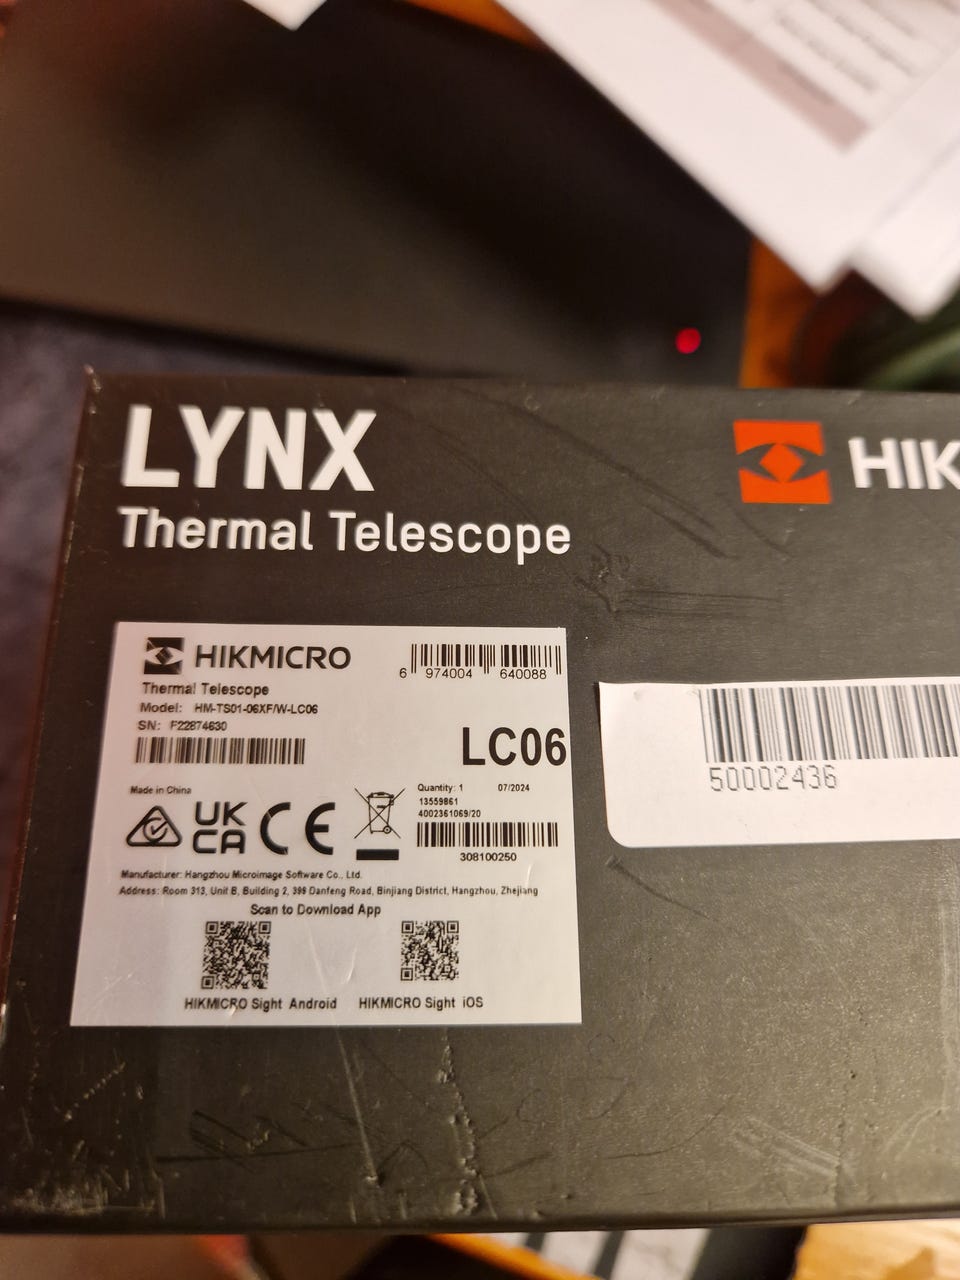 LYNX
Thermal Telescope
HIK
HIKMICRO
6 974004 640088
Thermal Telescope
Model: HM-TS01-06XF/W-LC06
SN: F22874630
LC06
Made in China
Quantity: 1 07/2024
13559861
4002361069/20
UK
CA CE
308100250
Manufacturer: Hangzhou Microimage Software Co., Ltd.
Address: Room 313, Unit B, Building 2, 399 Danfeng Road, Binjiang District, Hangzhou, Zhejiang
Scan to Download App
HIKMICRO Sight Android HIKMICRO Sight iOS
50002436